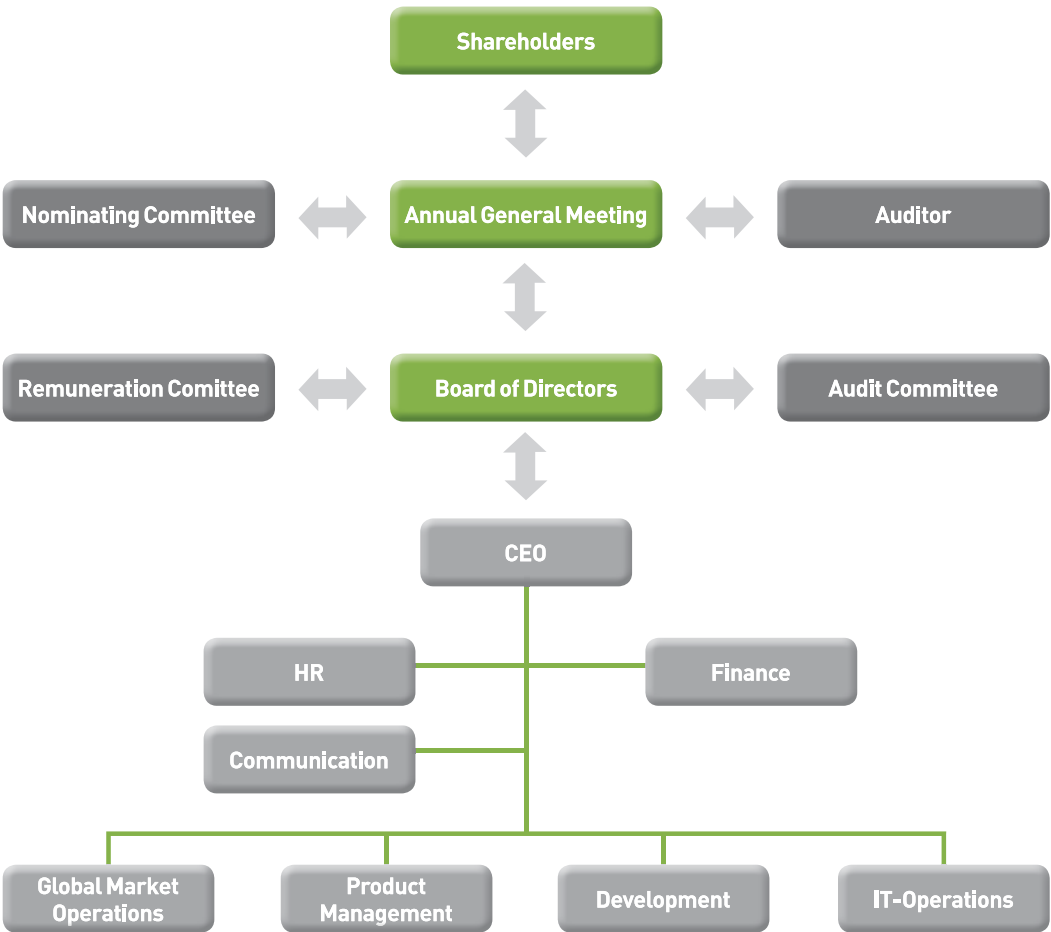 Shareholders
Nominating Committee
Annual General Meeting
Auditor
Remuneration Comittee
Board of Directors
Audit Committee
CEO
HR
Finance
Communication
Global Market
Operations
Product
Management
Development
IT-Operations